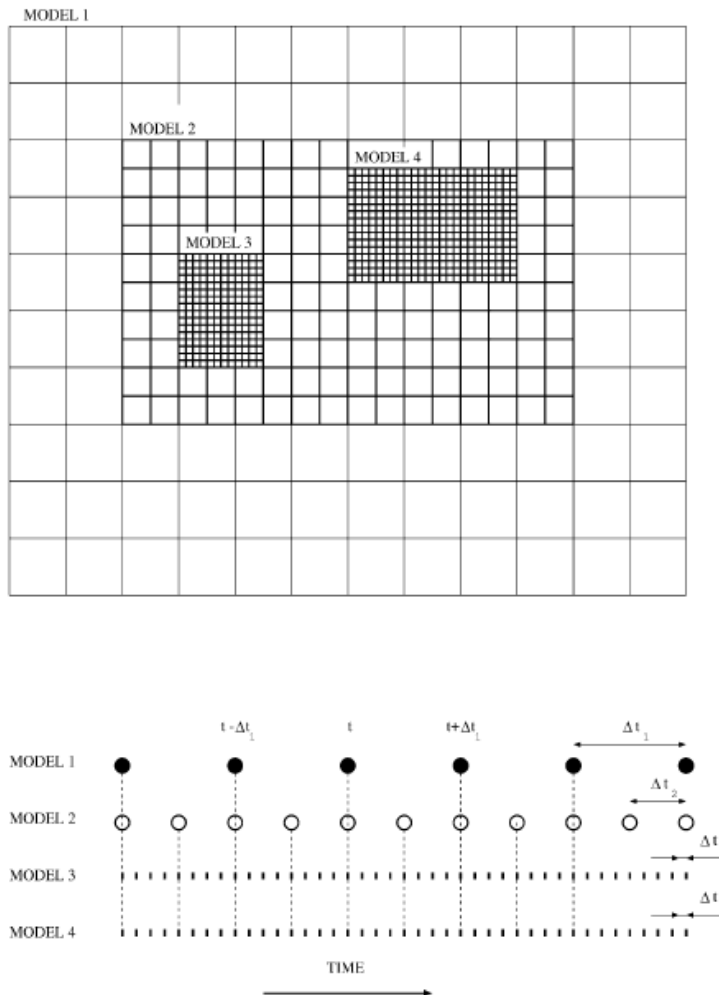 MODEL 1
MODEL 2
MODEL 4
MODEL 3
t - Δt₁ t t+Δt₁ Δt₁
MODEL 1
Δt₂
MODEL 2
Δt
MODEL 3
Δt
MODEL 4
TIME